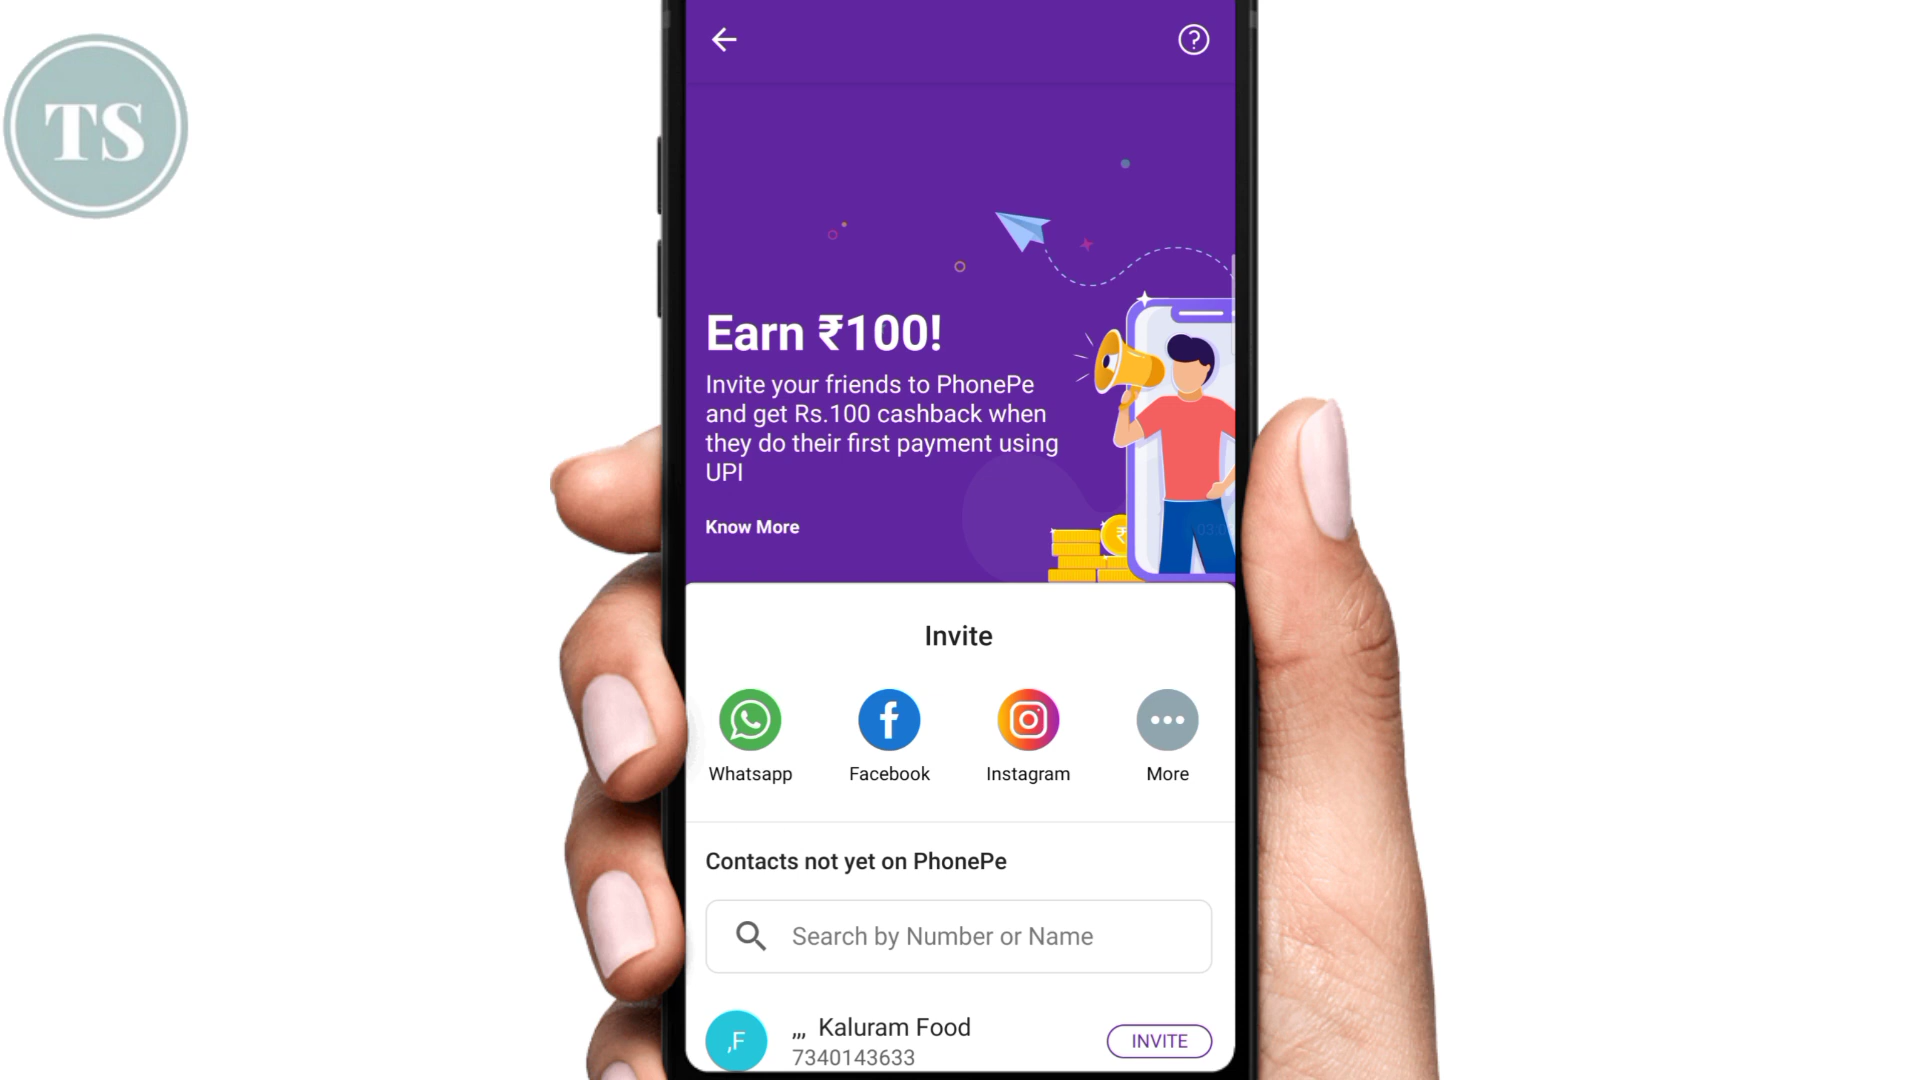 TS
Earn ₹100!
Invite your friends to PhonePe
and get Rs.100 cashback when
they do their first payment using
UPI
Know More
Invite
Whatsapp
Facebook
Instagram
More
Contacts not yet on PhonePe
Search by Number or Name
,F
,,, Kaluram Food
7340143633
INVITE